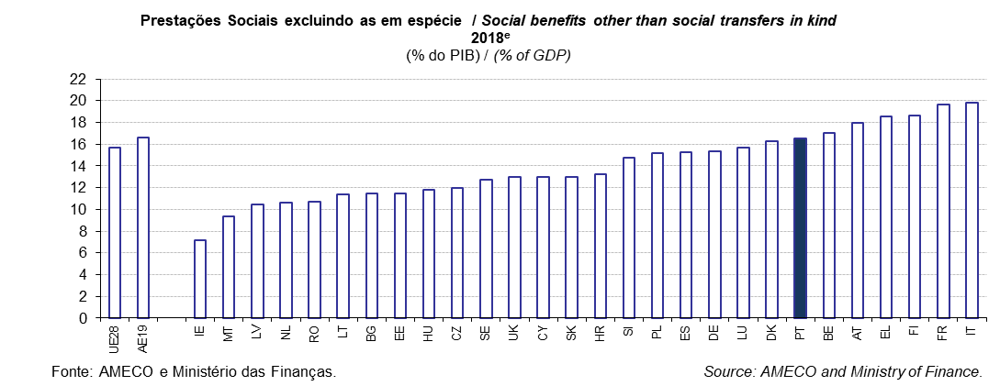 Prestações Sociais excluindo as em espécie / Social benefits other than social transfers in kind
2018ᵉ
(% do PIB) / (% of GDP)
22
20
18
16
14
12
10
8
6
4
2
0
UE28 AE19 IE MT LV NL RO LT BG EE HU CZ SE UK CY SK HR SI PL ES DE LU DK PT BE AT EL FI FR IT
Fonte: AMECO e Ministério das Finanças. Source: AMECO and Ministry of Finance.